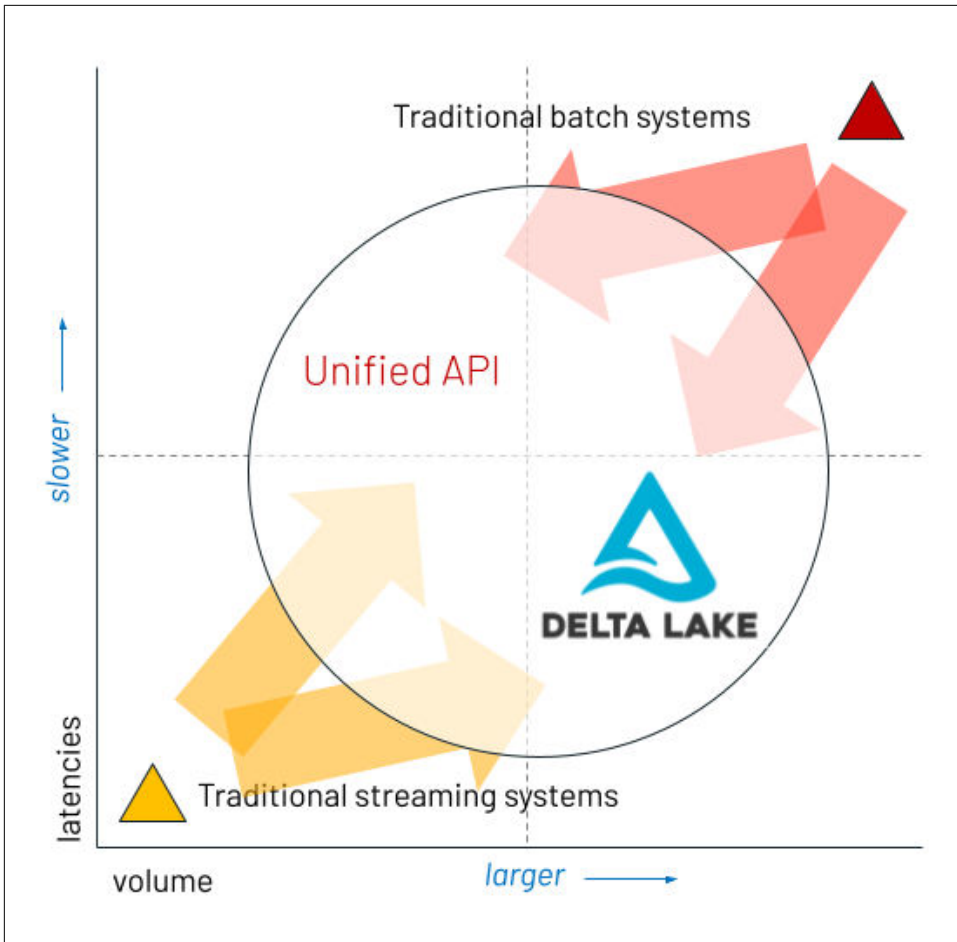 Traditional batch systems
Unified API
slower
DELTA LAKE
latencies
Traditional streaming systems
volume
larger